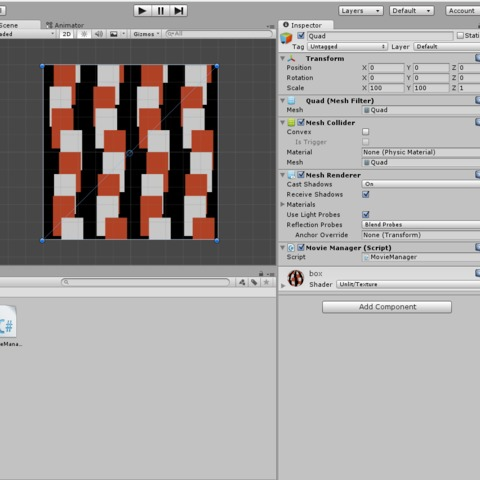 Layers Default Account
Scene Animator
aded 2D Gizmos All
Inspector
Quad Stati
Tag Untagged Layer Default
Transform
Position X 0 Y 0 Z 0
Rotation X 0 Y 0 Z 0
Scale X 100 Y 100 Z 1
Quad (Mesh Filter)
Mesh Quad
Mesh Collider
Convex
Is Trigger
Material None (Physic Material)
Mesh Quad
Mesh Renderer
Cast Shadows On
Receive Shadows
Materials
Use Light Probes
Reflection Probes Blend Probes
Anchor Override None (Transform)
Movie Manager (Script)
Script MovieManager
box
Shader Unlit/Texture
Add Component
C#
eMana...